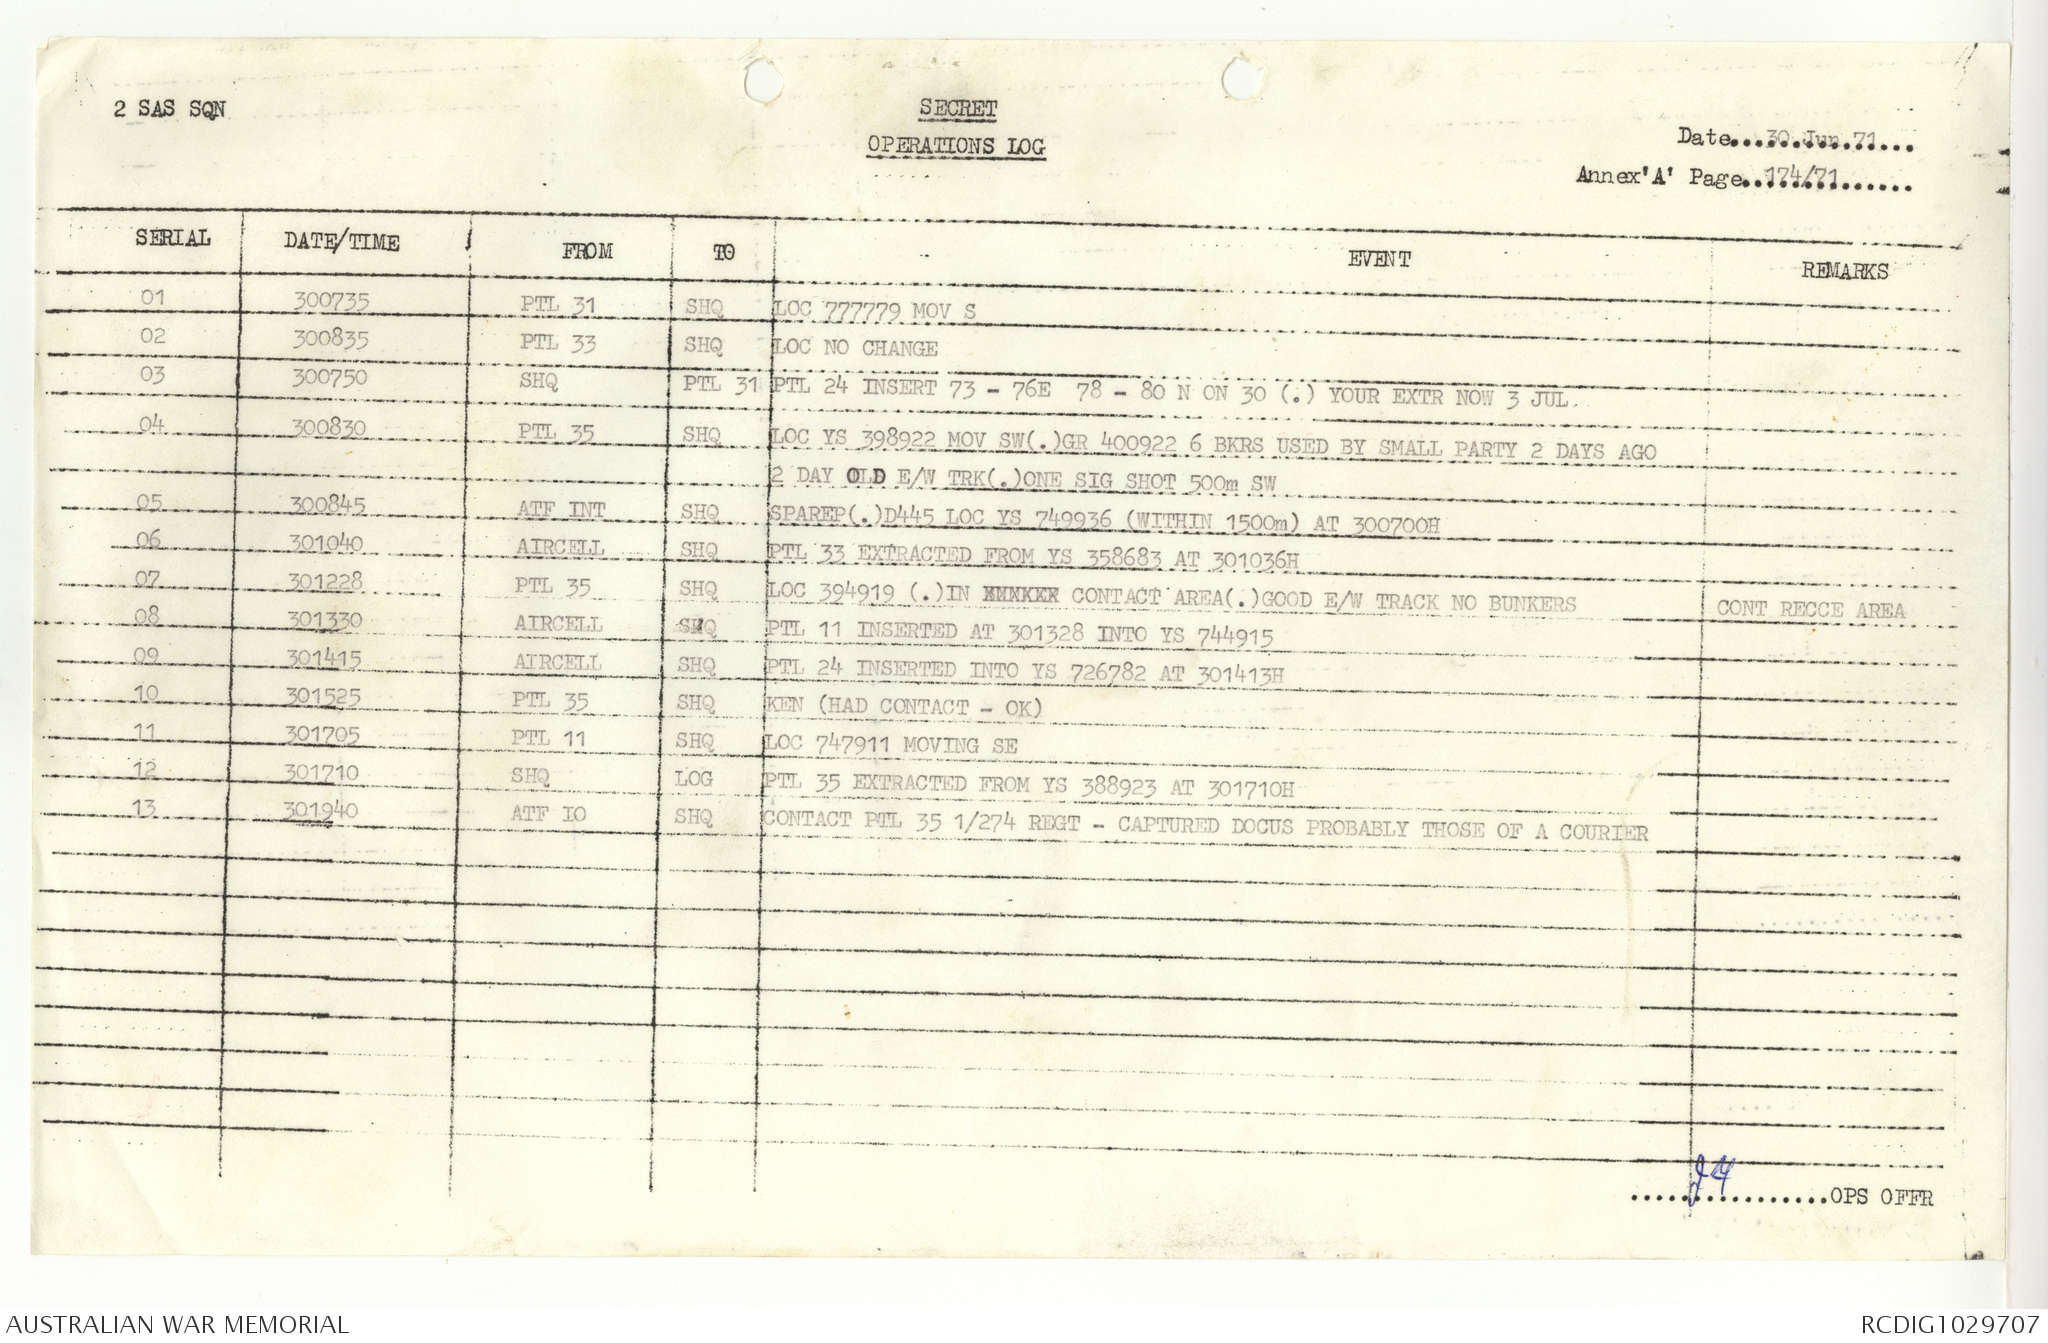 2 SAS SQN
SECRET
OPERATIONS LOG
Date...30 Jun 71...
Annex'A' Page..174/71......
SERIAL DATE/TIME FROM TO EVENT REMARKS
01 300735 PTL 31 SHQ LOC 777779 MOV S
02 300835 PTL 33 SHQ LOC NO CHANGE
03 300750 SHQ PTL 31 PTL 24 INSERT 73 - 76E 78 - 80 N ON 30 (.) YOUR EXTR NOW 3 JUL.
04 300830 PTL 35 SHQ LOC YS 398922 MOV SW(.)GR 400922 6 BKRS USED BY SMALL PARTY 2 DAYS AGO
2 DAY OLD E/W TRK(.)ONE SIG SHOT 500m SW
05 300845 ATF INT SHQ SPAREP(.)D445 LOC YS 749936 (WITHIN 1500m) AT 300700H
06 301040 AIRCELL SHQ PTL 33 EXTRACTED FROM YS 358683 AT 301036H
07 301228 PTL 35 SHQ LOC 394919 (.)IN CONTACT AREA(.)GOOD E/W TRACK NO BUNKERS CONT RECCE AREA
08 301330 AIRCELL SHQ PTL 11 INSERTED AT 301328 INTO YS 744915
09 301415 AIRCELL SHQ PTL 24 INSERTED INTO YS 726782 AT 301413H
10 301525 PTL 35 SHQ KEN (HAD CONTACT - OK)
11 301705 PTL 11 SHQ LOC 747911 MOVING SE
12 301710 SHQ LOG PTL 35 EXTRACTED FROM YS 388923 AT 301710H
13 301940 ATF IO SHQ CONTACT PTL 35 1/274 REGT - CAPTURED DOCUS PROBABLY THOSE OF A COURIER
.................OPS OFFR
AUSTRALIAN WAR MEMORIAL
RCDIG1029707